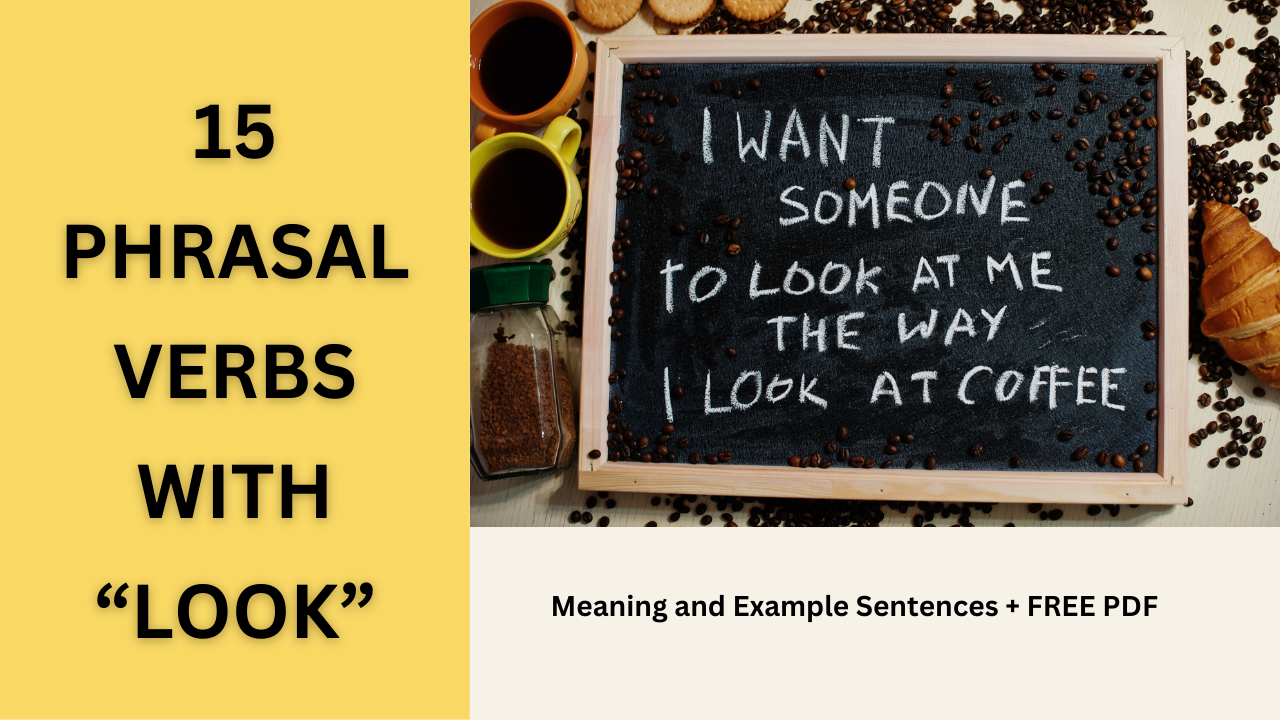 15
PHRASAL
VERBS
WITH
“LOOK”
I WANT
SOMEONE
TO LOOK AT ME
THE WAY
I LOOK AT COFFEE
Meaning and Example Sentences + FREE PDF